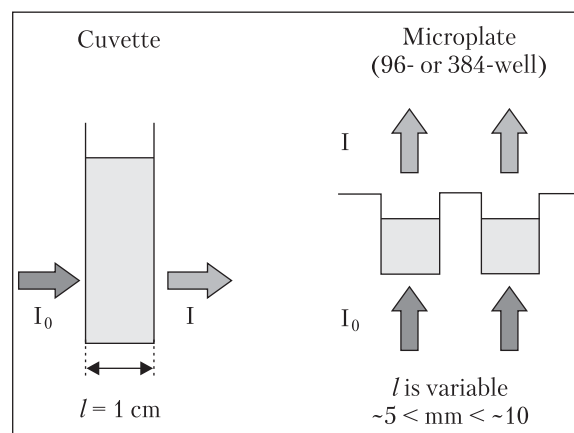 Cuvette
I₀
I
l = 1 cm
Microplate
(96- or 384-well)
I
I₀
l is variable
~5 < mm < ~10